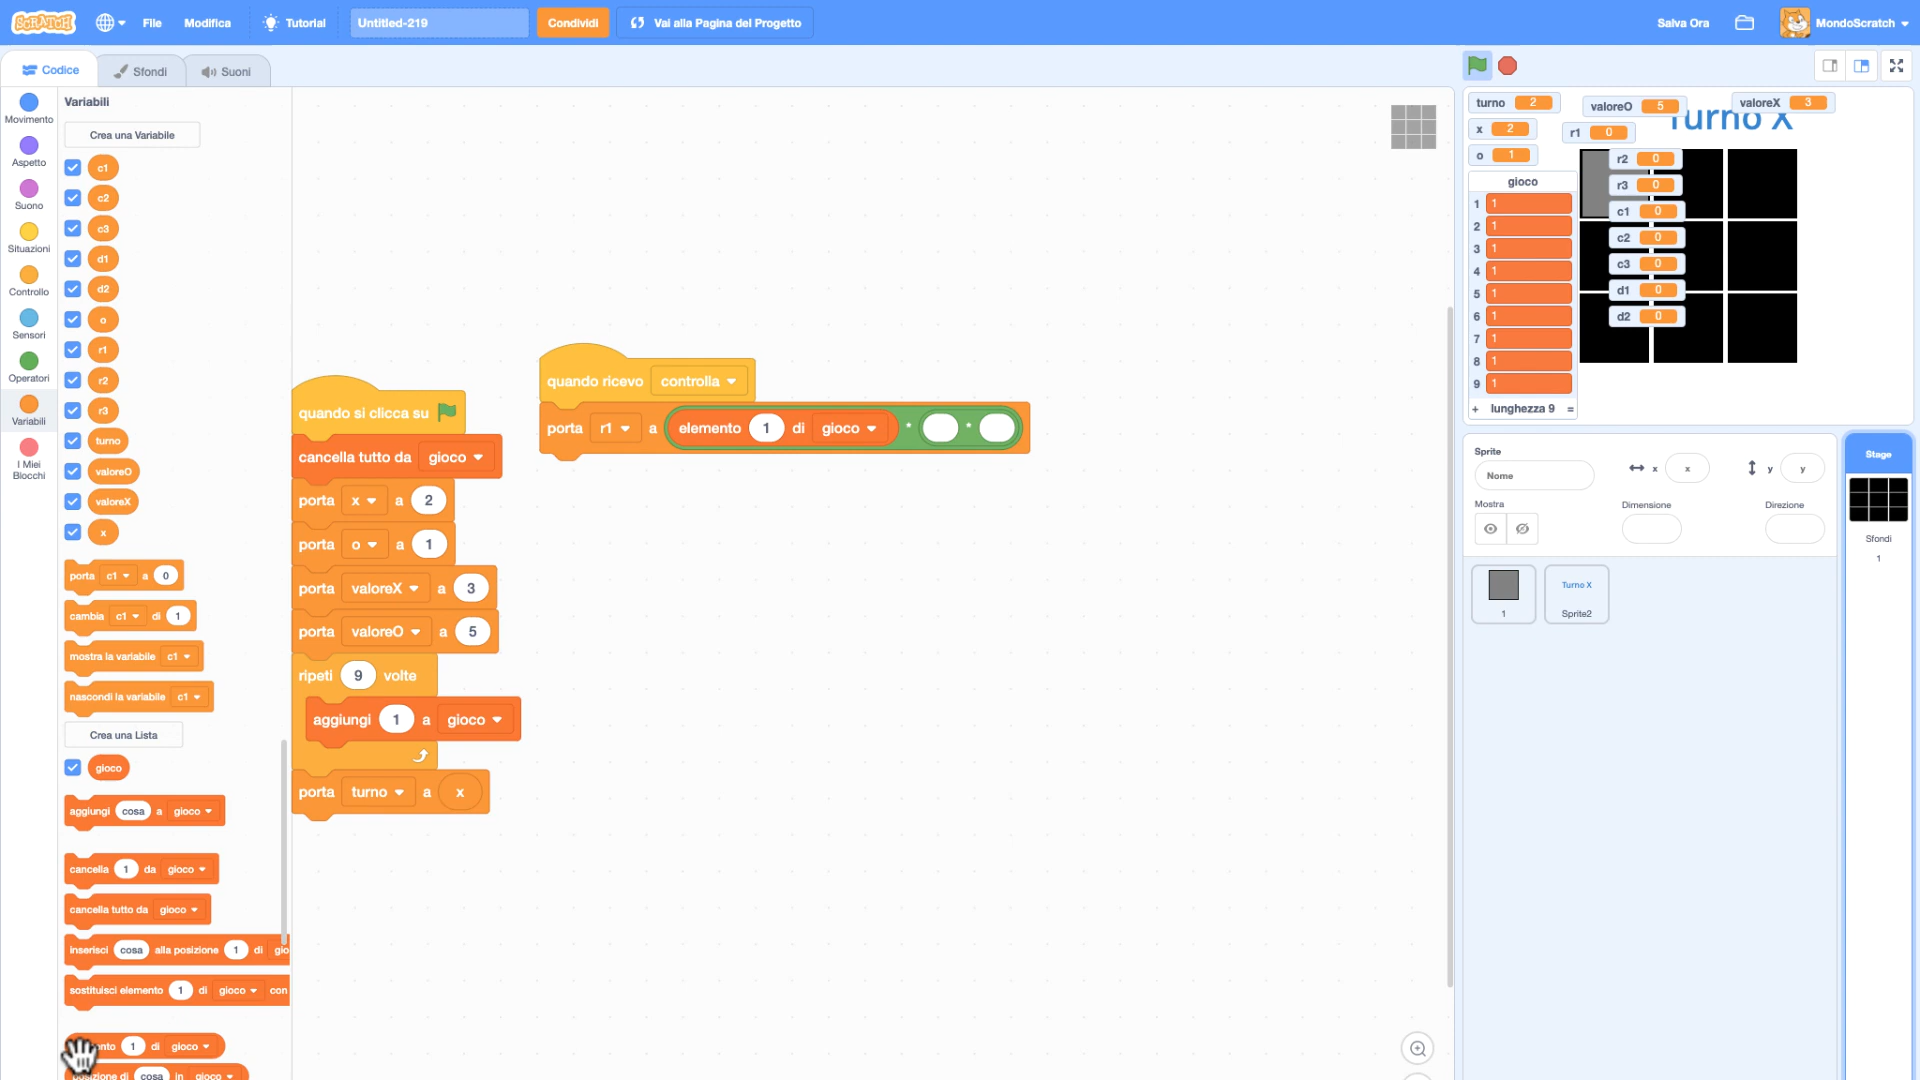 SCRATCH
File
Modifica
Tutorial
Untitled-219
Condividi
Vai alla Pagina del Progetto
Salva Ora
MondoScratch
Codice
Sfondi
Suoni
Movimento
Aspetto
Suono
Situazioni
Controllo
Sensori
Operatori
Variabili
I Miei
Blocchi
Variabili
Crea una Variabile
c1
c2
c3
d1
d2
o
r1
r2
r3
turno
valoreO
valoreX
x
porta c1 a 0
cambia c1 di 1
mostra la variabile c1
nascondi la variabile c1
Crea una Lista
gioco
aggiungi cosa a gioco
cancella 1 da gioco
cancella tutto da gioco
inserisci cosa alla posizione 1 di
sostituisci elemento 1 di gioco con
1 di gioco
cosa in gioco
quando si clicca su
cancella tutto da gioco
porta x a 2
porta o a 1
porta valoreX a 3
porta valoreO a 5
ripeti 9 volte
aggiungi 1 a gioco
porta turno a x
quando ricevo controlla
porta r1 a elemento 1 di gioco * *
turno 2
valoreO 5
valoreX 3
Turno X
x 2
r1 0
o 1
r2 0
r3 0
c1 0
c2 0
c3 0
d1 0
d2 0
gioco
1 1
2 1
3 1
4 1
5 1
6 1
7 1
8 1
9 1
+ lunghezza 9 =
Sprite
Nome
x x
y y
Mostra
Dimensione
Direzione
1
Turno X
Sprite2
Stage
Sfondi
1